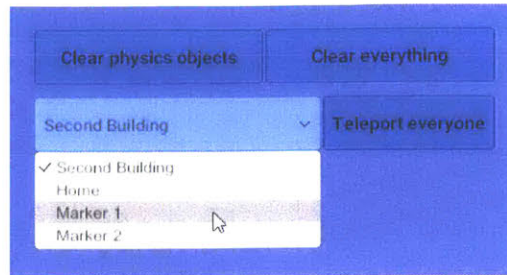 Clear physics objects
Clear everything
Second Building
Teleport everyone
Second Building
Home
Marker 1
Marker 2